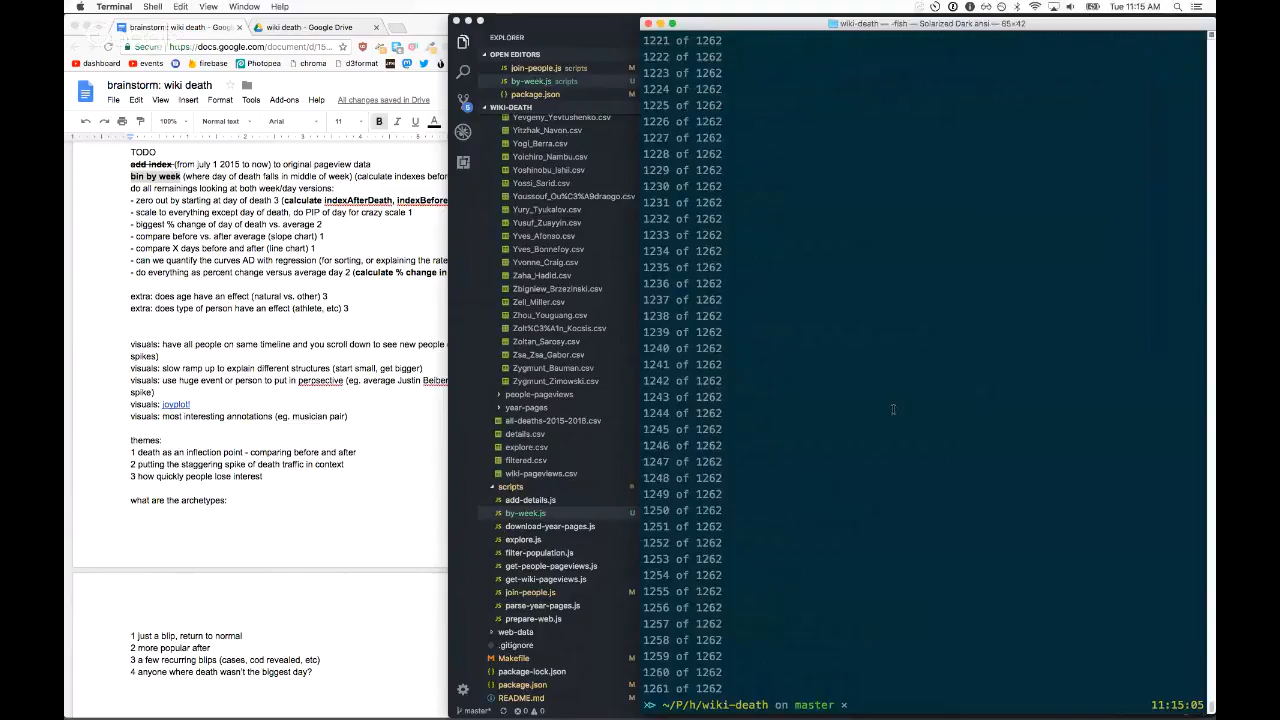 Terminal Shell Edit View Window Help
Tue 11:15 AM
brainstorm: wiki death - Google
wiki death - Google Drive
Secure https://docs.google.com/document/d/15...
dashboard events Photopea chroma d3format
brainstorm: wiki death
File Edit View Insert Format Tools Add-ons Help All changes saved in Drive
100% Normal text Arial 11 B I U A
TODO
add index (from july 1 2015 to now) to original pageview data
bin by week (where day of death falls in middle of week) (calculate indexes befor
do all remainings looking at both week/day versions:
- zero out by starting at day of death 3 (calculate indexAfterDeath, indexBefore
- scale to everything except day of death, do PIP of day for crazy scale 1
- biggest % change of day of death vs. average 2
- compare before vs. after average (slope chart) 1
- compare X days before and after (line chart) 1
- can we quantify the curves AD with regression (for sorting, or explaining the rate
- do everything as percent change versus average day 2 (calculate % change in
extra: does age have an effect (natural vs. other) 3
extra: does type of person have an effect (athlete, etc) 3
visuals: have all people on same timeline and you scroll down to see new people
spikes)
visuals: slow ramp up to explain different structures (start small, get bigger)
visuals: use huge event or person to put in perpsective (eg. average Justin Beiber
spike)
visuals: joyplot!
visuals: most interesting annotations (eg. musician pair)
themes:
1 death as an inflection point - comparing before and after
2 putting the staggering spike of death traffic in context
3 how quickly people lose interest
what are the archetypes:
1 just a blip, return to normal
2 more popular after
3 a few recurring blips (cases, cod revealed, etc)
4 anyone where death wasn't the biggest day?
EXPLORER
OPEN EDITORS
join-people.js scripts M
by-week.js scripts U
package.json M
WIKI-DEATH
Yevgeny_Yevtushenko.csv
Yitzhak_Navon.csv
Yogi_Berra.csv
Yoichiro_Nambu.csv
Yoshinobu_Ishii.csv
Yossi_Sarid.csv
Youssouf_Ou%C3%A9draogo.csv
Yury_Tyukalov.csv
Yusuf_Zuayyin.csv
Yves_Afonso.csv
Yves_Bonnefoy.csv
Yvonne_Craig.csv
Zaha_Hadid.csv
Zbigniew_Brzezinski.csv
Zell_Miller.csv
Zhou_Youguang.csv
Zolt%C3%A1n_Kocsis.csv
Zoltan_Sarosy.csv
Zsa_Zsa_Gabor.csv
Zygmunt_Bauman.csv
Zygmunt_Zimowski.csv
people-pageviews
year-pages
all-deaths-2015-2018.csv
details.csv
explore.csv
filtered.csv
wiki-pageviews.csv
scripts
add-details.js
by-week.js U
download-year-pages.js
explore.js
filter-population.js
get-people-pageviews.js
get-wiki-pageviews.js
join-people.js M
parse-year-pages.js
prepare-web.js
web-data
.gitignore
Makefile M
package-lock.json
package.json M
README.md
master* 0 0
wiki-death — -fish — Solarized Dark ansi — 65×42
1221 of 1262
1222 of 1262
1223 of 1262
1224 of 1262
1225 of 1262
1226 of 1262
1227 of 1262
1228 of 1262
1229 of 1262
1230 of 1262
1231 of 1262
1232 of 1262
1233 of 1262
1234 of 1262
1235 of 1262
1236 of 1262
1237 of 1262
1238 of 1262
1239 of 1262
1240 of 1262
1241 of 1262
1242 of 1262
1243 of 1262
1244 of 1262
1245 of 1262
1246 of 1262
1247 of 1262
1248 of 1262
1249 of 1262
1250 of 1262
1251 of 1262
1252 of 1262
1253 of 1262
1254 of 1262
1255 of 1262
1256 of 1262
1257 of 1262
1258 of 1262
1259 of 1262
1260 of 1262
1261 of 1262
~/P/h/wiki-death on master × 11:15:05